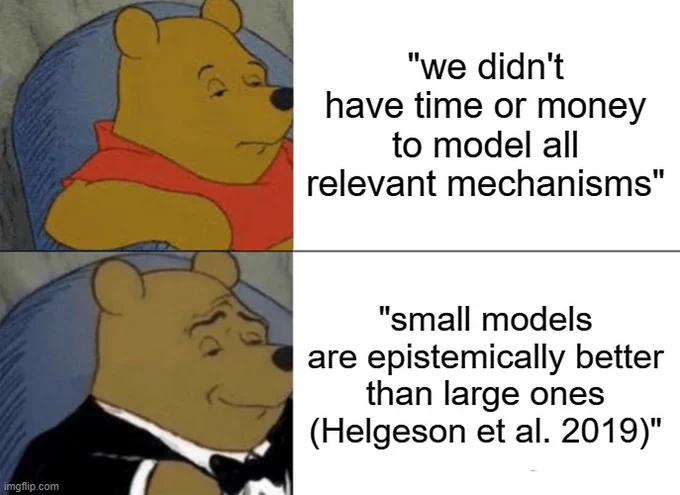 "we didn't
have time or money
to model all
relevant mechanisms"
"small models
are epistemically better
than large ones
(Helgeson et al. 2019)"
imgflip.com